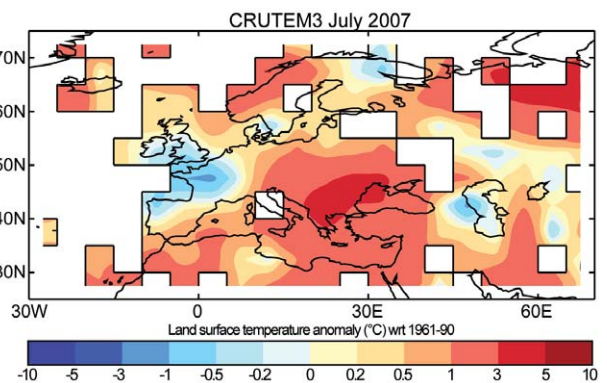 CRUTEM3 July 2007
70N
60N
50N
40N
30N
30W 0 30E 60E
Land surface temperature anomaly (°C) wrt 1961-90
-10 -5 -3 -1 -0.5 -0.2 0 0.2 0.5 1 3 5 10